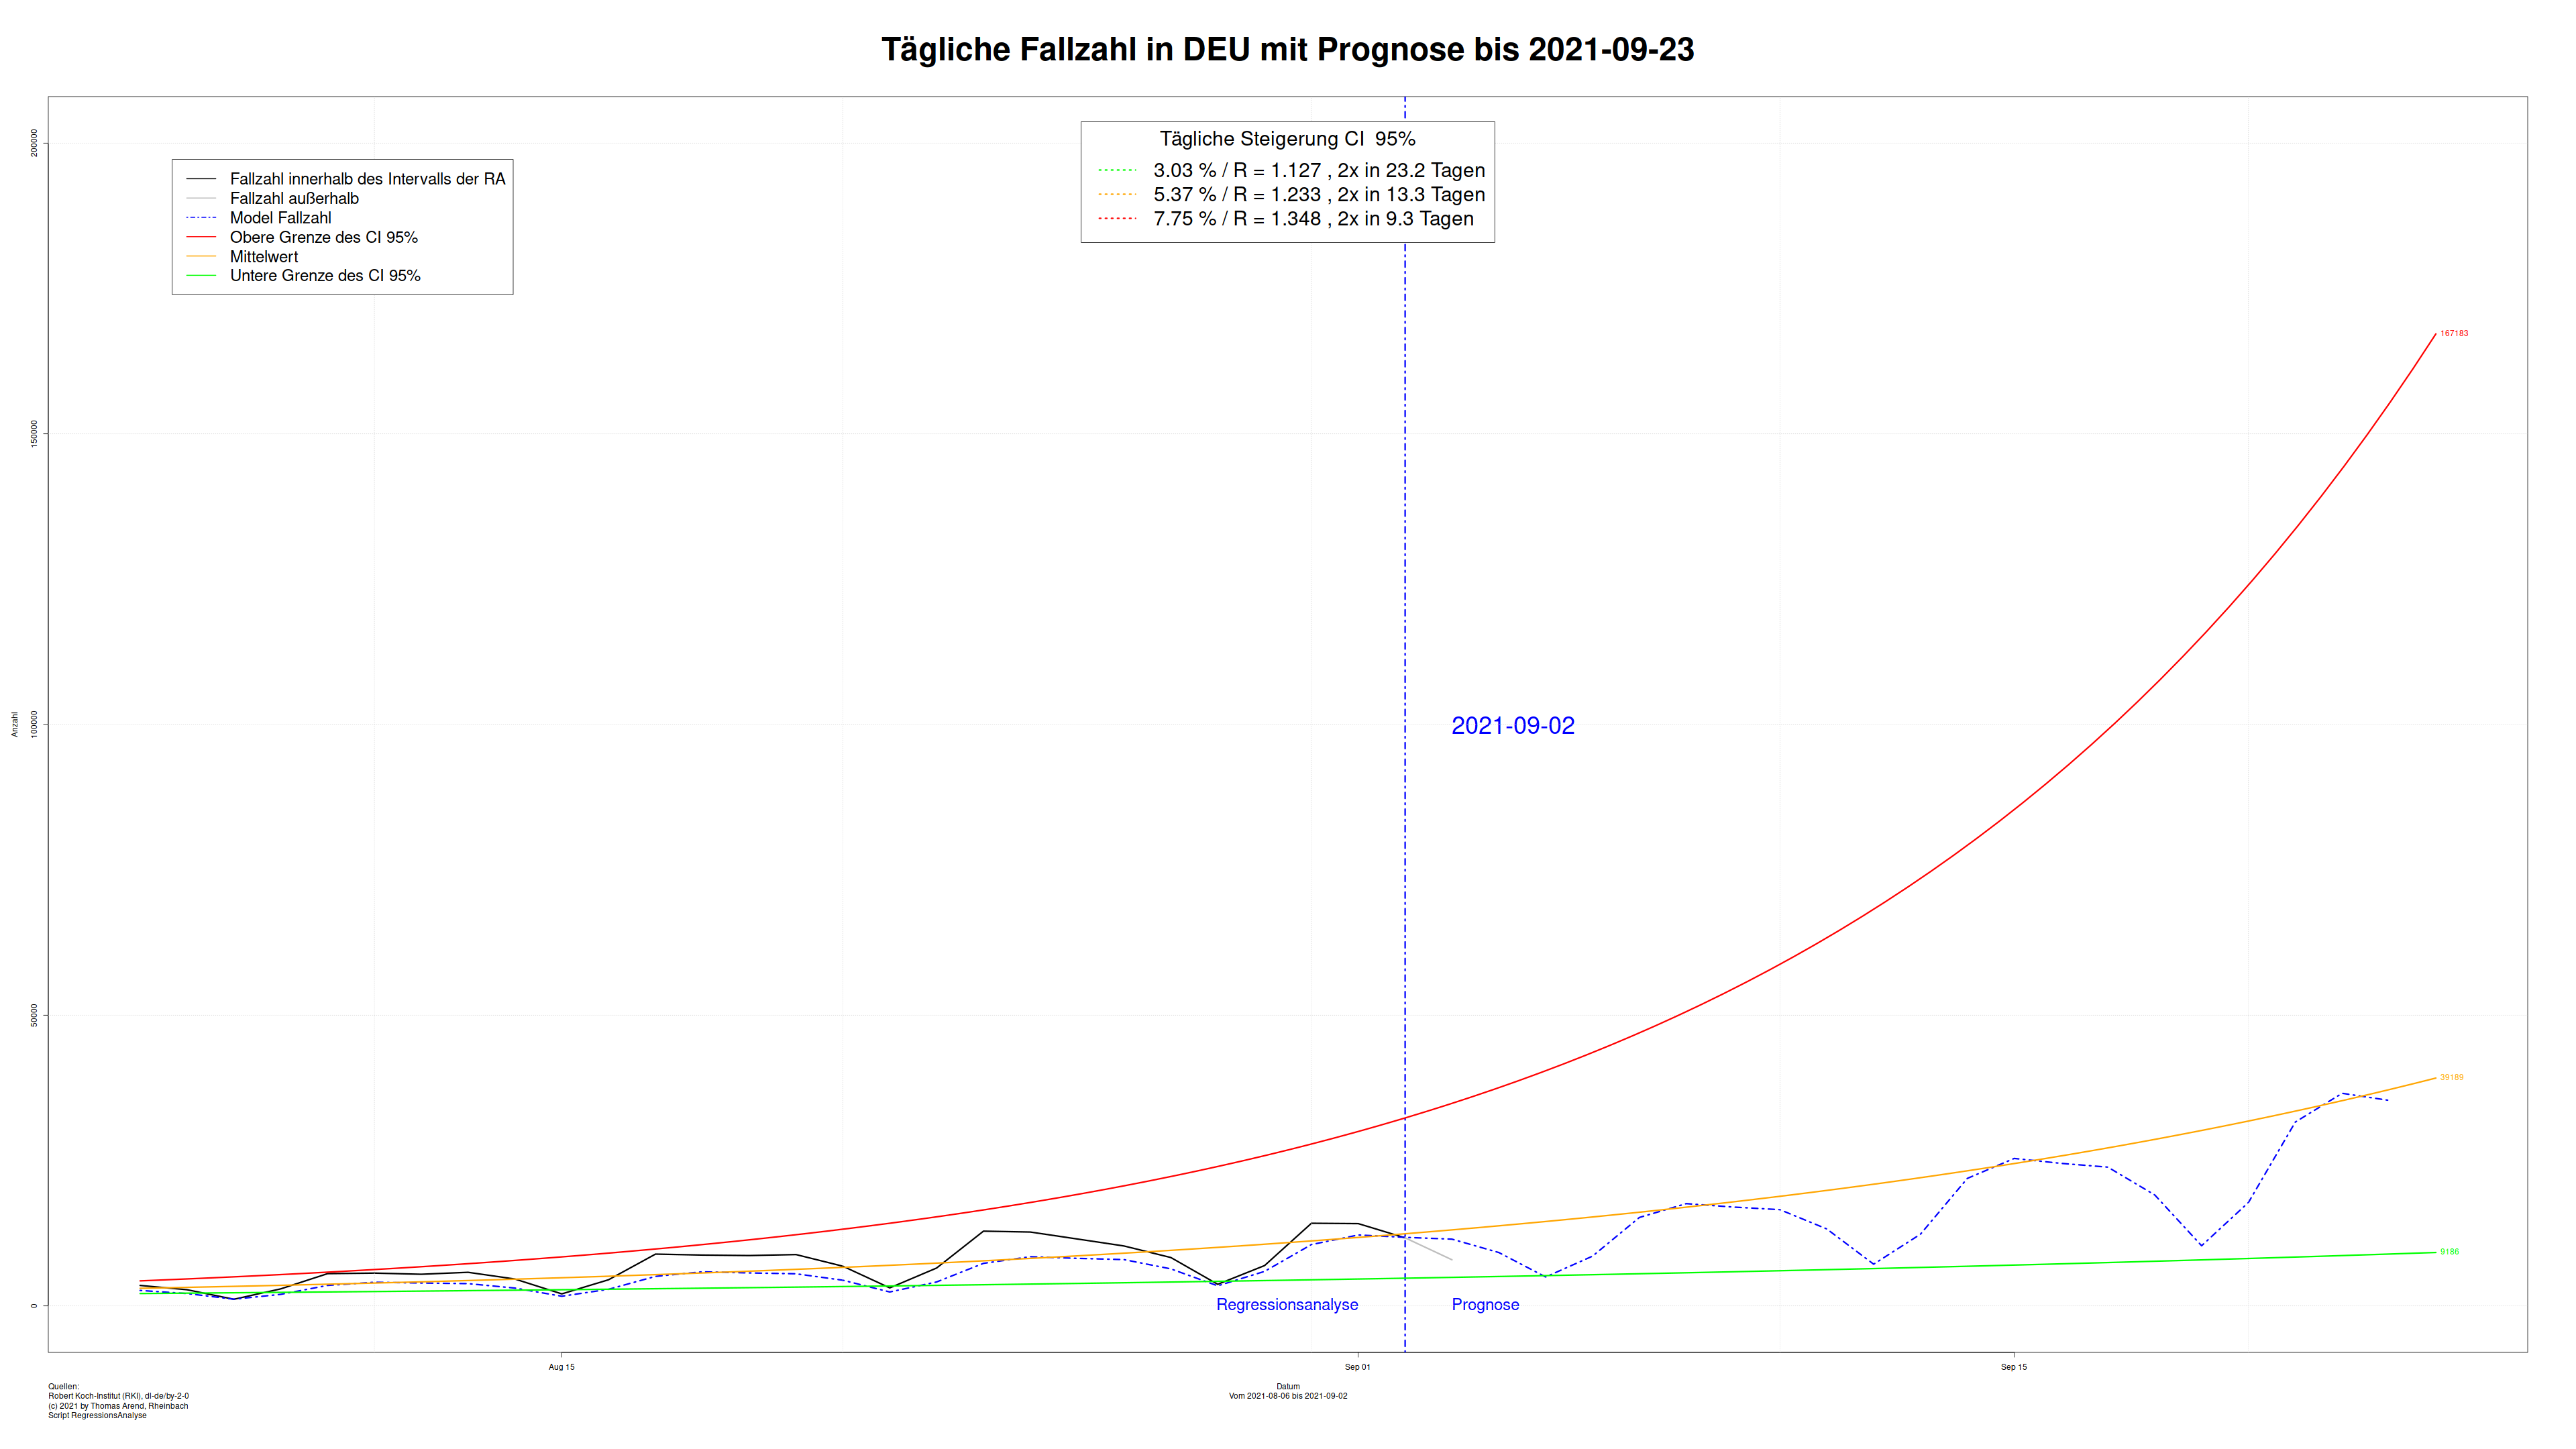 Tägliche Fallzahl in DEU mit Prognose bis 2021-09-23
Tägliche Steigerung CI  95%
3.03 % / R = 1.127 , 2x in 23.2 Tagen
5.37 % / R = 1.233 , 2x in 13.3 Tagen
7.75 % / R = 1.348 , 2x in 9.3 Tagen
Fallzahl innerhalb des Intervalls der RA
Fallzahl außerhalb
Model Fallzahl
Obere Grenze des CI 95%
Mittelwert
Untere Grenze des CI 95%
200000
150000
100000
50000
0
Anzahl
167183
2021-09-02
39189
9186
Regressionsanalyse
Prognose
Aug 15
Sep 01
Sep 15
Datum
Vom 2021-08-06 bis 2021-09-02
Quellen:
Robert Koch-Institut (RKI), dl-de/by-2-0
(c) 2021 by Thomas Arend, Rheinbach
Script RegressionsAnalyse